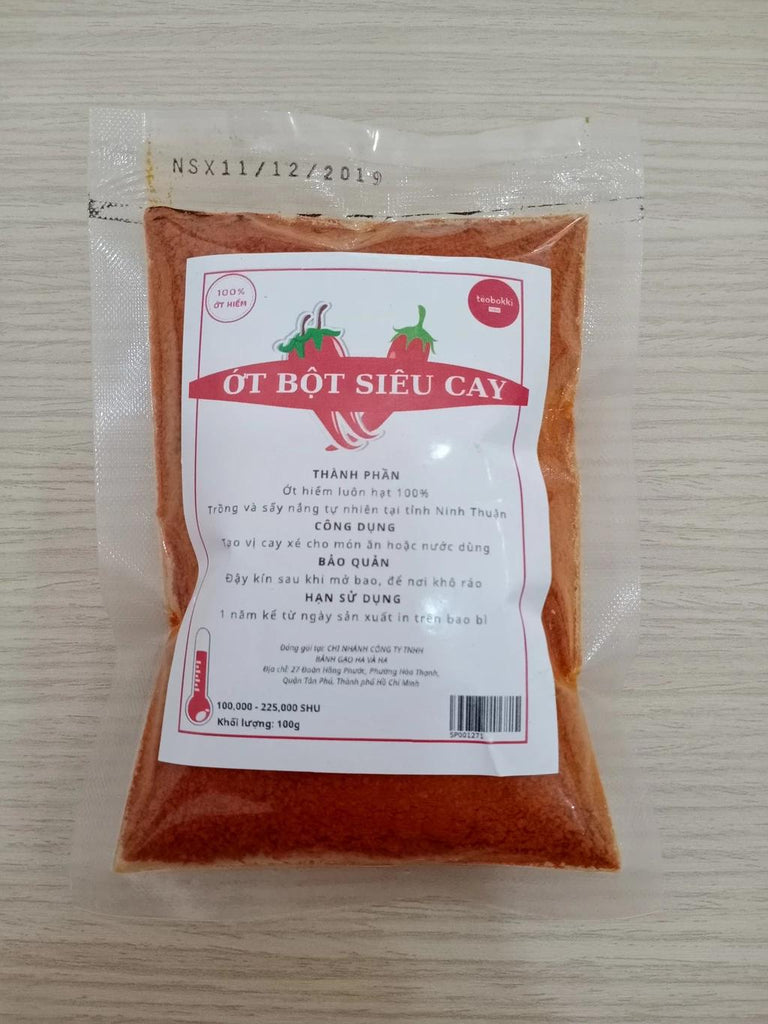 NSX11/12/2019
100%
ỚT HIỂM
teobokki
ỚT BỘT SIÊU CAY
THÀNH PHẦN
Ớt hiểm luôn hạt 100%
Trồng và sấy nắng tự nhiên tại tỉnh Ninh Thuận
CÔNG DỤNG
Tạo vị cay xé cho món ăn hoặc nước dùng
BẢO QUẢN
Đậy kín sau khi mở bao, để nơi khô ráo
HẠN SỬ DỤNG
1 năm kể từ ngày sản xuất in trên bao bì
Đóng gói tại: CHI NHÁNH CÔNG TY TNHH
BÁNH GẠO HA VÀ HA
Địa chỉ: 27 Đoàn Hồng Phước, Phường Hòa Thạnh,
Quận Tân Phú, Thành phố Hồ Chí Minh
100,000 - 225,000 SHU
Khối lượng: 100g
SP001271